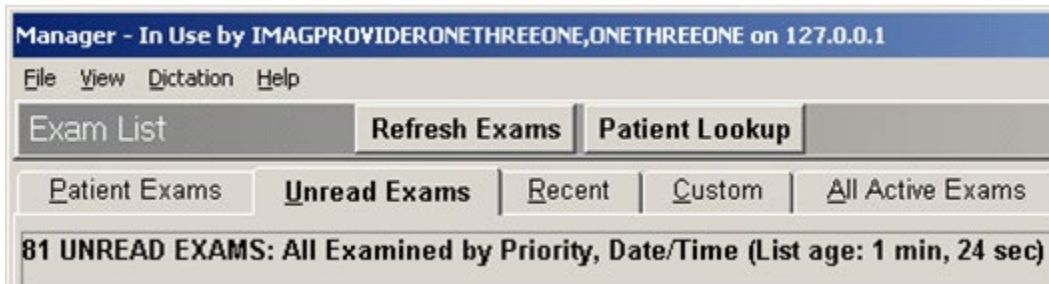 Manager - In Use by IMAGPROVIDERONETHREEONE,ONETHREEONE on 127.0.0.1
File View Dictation Help
Exam List Refresh Exams Patient Lookup
Patient Exams Unread Exams Recent Custom All Active Exams
81 UNREAD EXAMS: All Examined by Priority, Date/Time (List age: 1 min, 24 sec)